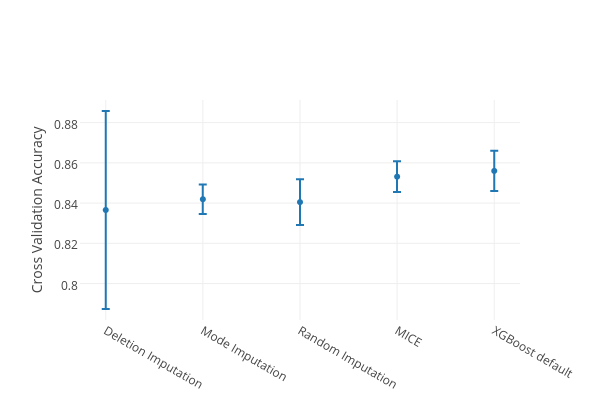 Cross Validation Accuracy
0.88
0.86
0.84
0.82
0.8
Deletion Imputation
Mode Imputation
Random Imputation
MICE
XGBoost default